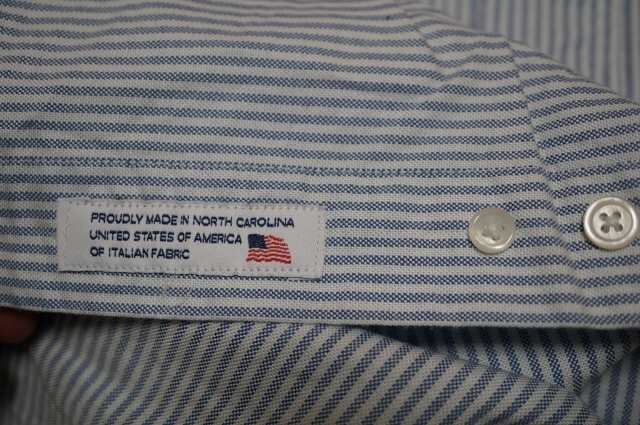 PROUDLY MADE IN NORTH CAROLINA
UNITED STATES OF AMERICA
OF ITALIAN FABRIC